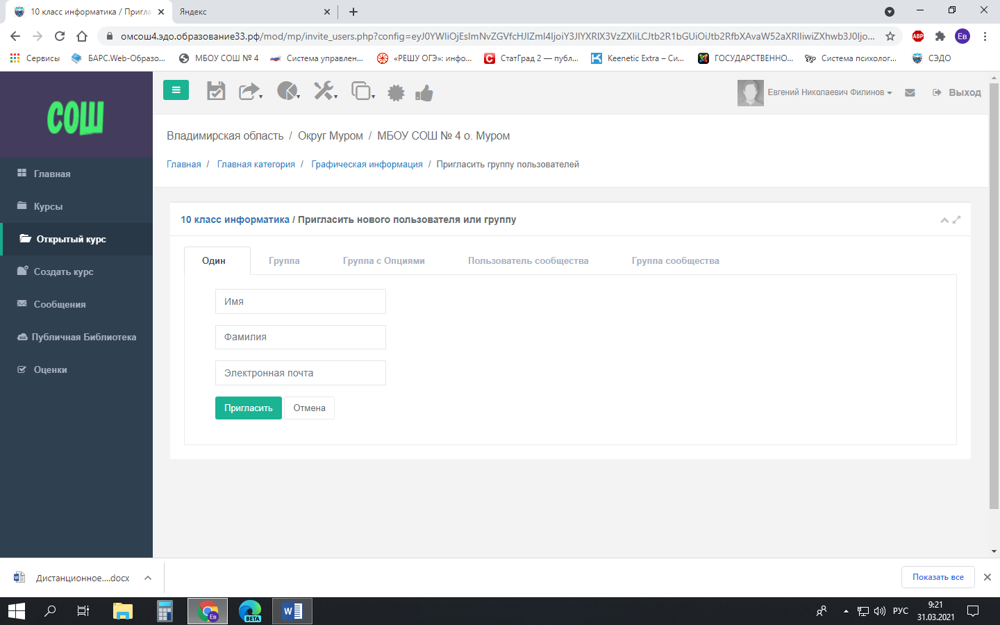 10 класс информатика / Пригла
Яндекс
омсош4.эдо.образование33.рф/mod/mp/invite_users.php?config=
Ев
ABP
Сервисы
БАРС.Web-Образо...
МБОУ СОШ № 4
Система управлен...
«РЕШУ ОГЭ»: инфо...
СтатГрад 2 — публ...
Keenetic Extra – Си...
ГОСУДАРСТВЕННО...
Система психолог...
СЭДО
СОШ
Евгений Николаевич Филинов
Выход
Владимирская область / Округ Муром / МБОУ СОШ № 4 о. Муром
Главная / Главная категория / Графическая информация / Пригласить группу пользователей
Главная
Курсы
Открытый курс
Создать курс
Сообщения
Публичная Библиотека
Оценки
10 класс информатика / Пригласить нового пользователя или группу
Один
Группа
Группа с Опциями
Пользователь сообщества
Группа сообщества
Имя
Фамилия
Электронная почта
Пригласить
Отмена
Дистанционное....docx
Показать все
Ев
BETA
РУС
9:21
31.03.2021